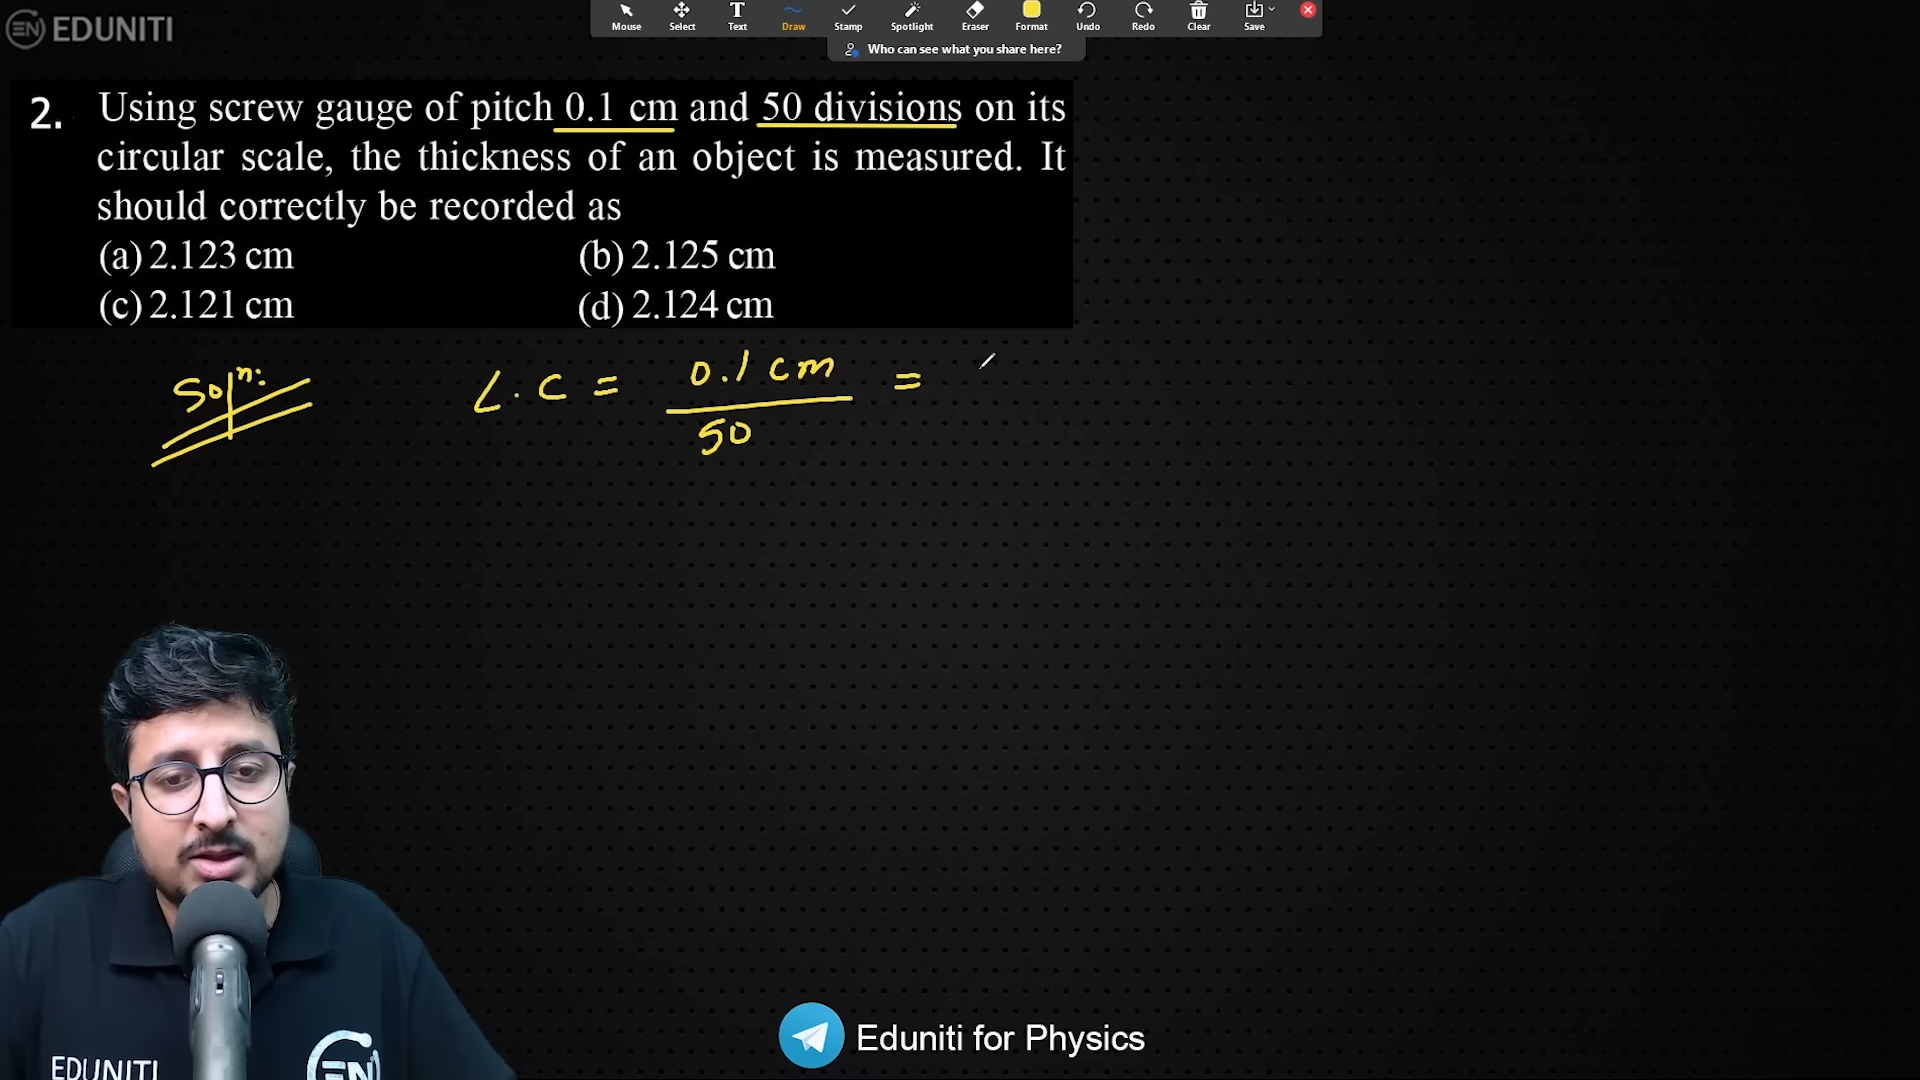 EN EDUNITI
Mouse Select Text Draw Stamp Spotlight Eraser Format Undo Redo Clear Save
Who can see what you share here?
2. Using screw gauge of pitch 0.1 cm and 50 divisions on its
circular scale, the thickness of an object is measured. It
should correctly be recorded as
(a) 2.123 cm (b) 2.125 cm
(c) 2.121 cm (d) 2.124 cm
Solⁿ: L.C = 0.1 cm =
50
Eduniti for Physics
EDUNITI EN